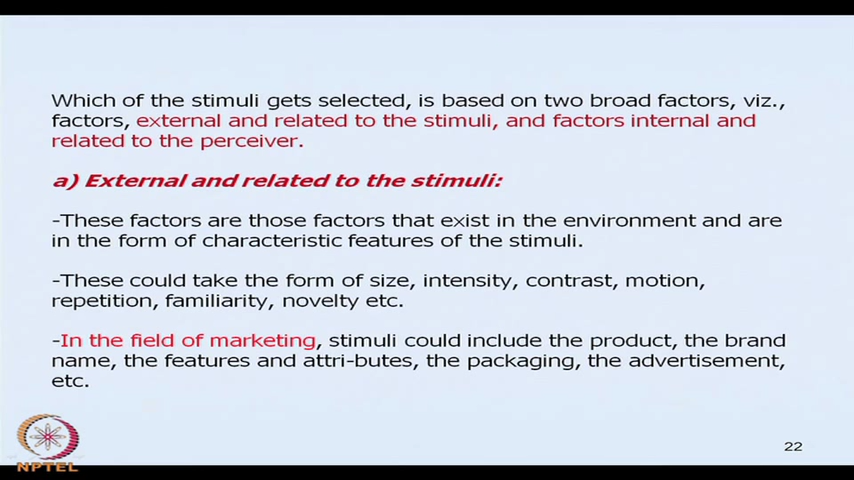 Which of the stimuli gets selected, is based on two broad factors, viz.,
factors, external and related to the stimuli, and factors internal and
related to the perceiver.
a) External and related to the stimuli:
-These factors are those factors that exist in the environment and are
in the form of characteristic features of the stimuli.
-These could take the form of size, intensity, contrast, motion,
repetition, familiarity, novelty etc.
-In the field of marketing, stimuli could include the product, the brand
name, the features and attri-butes, the packaging, the advertisement,
etc.
22
NPTEL